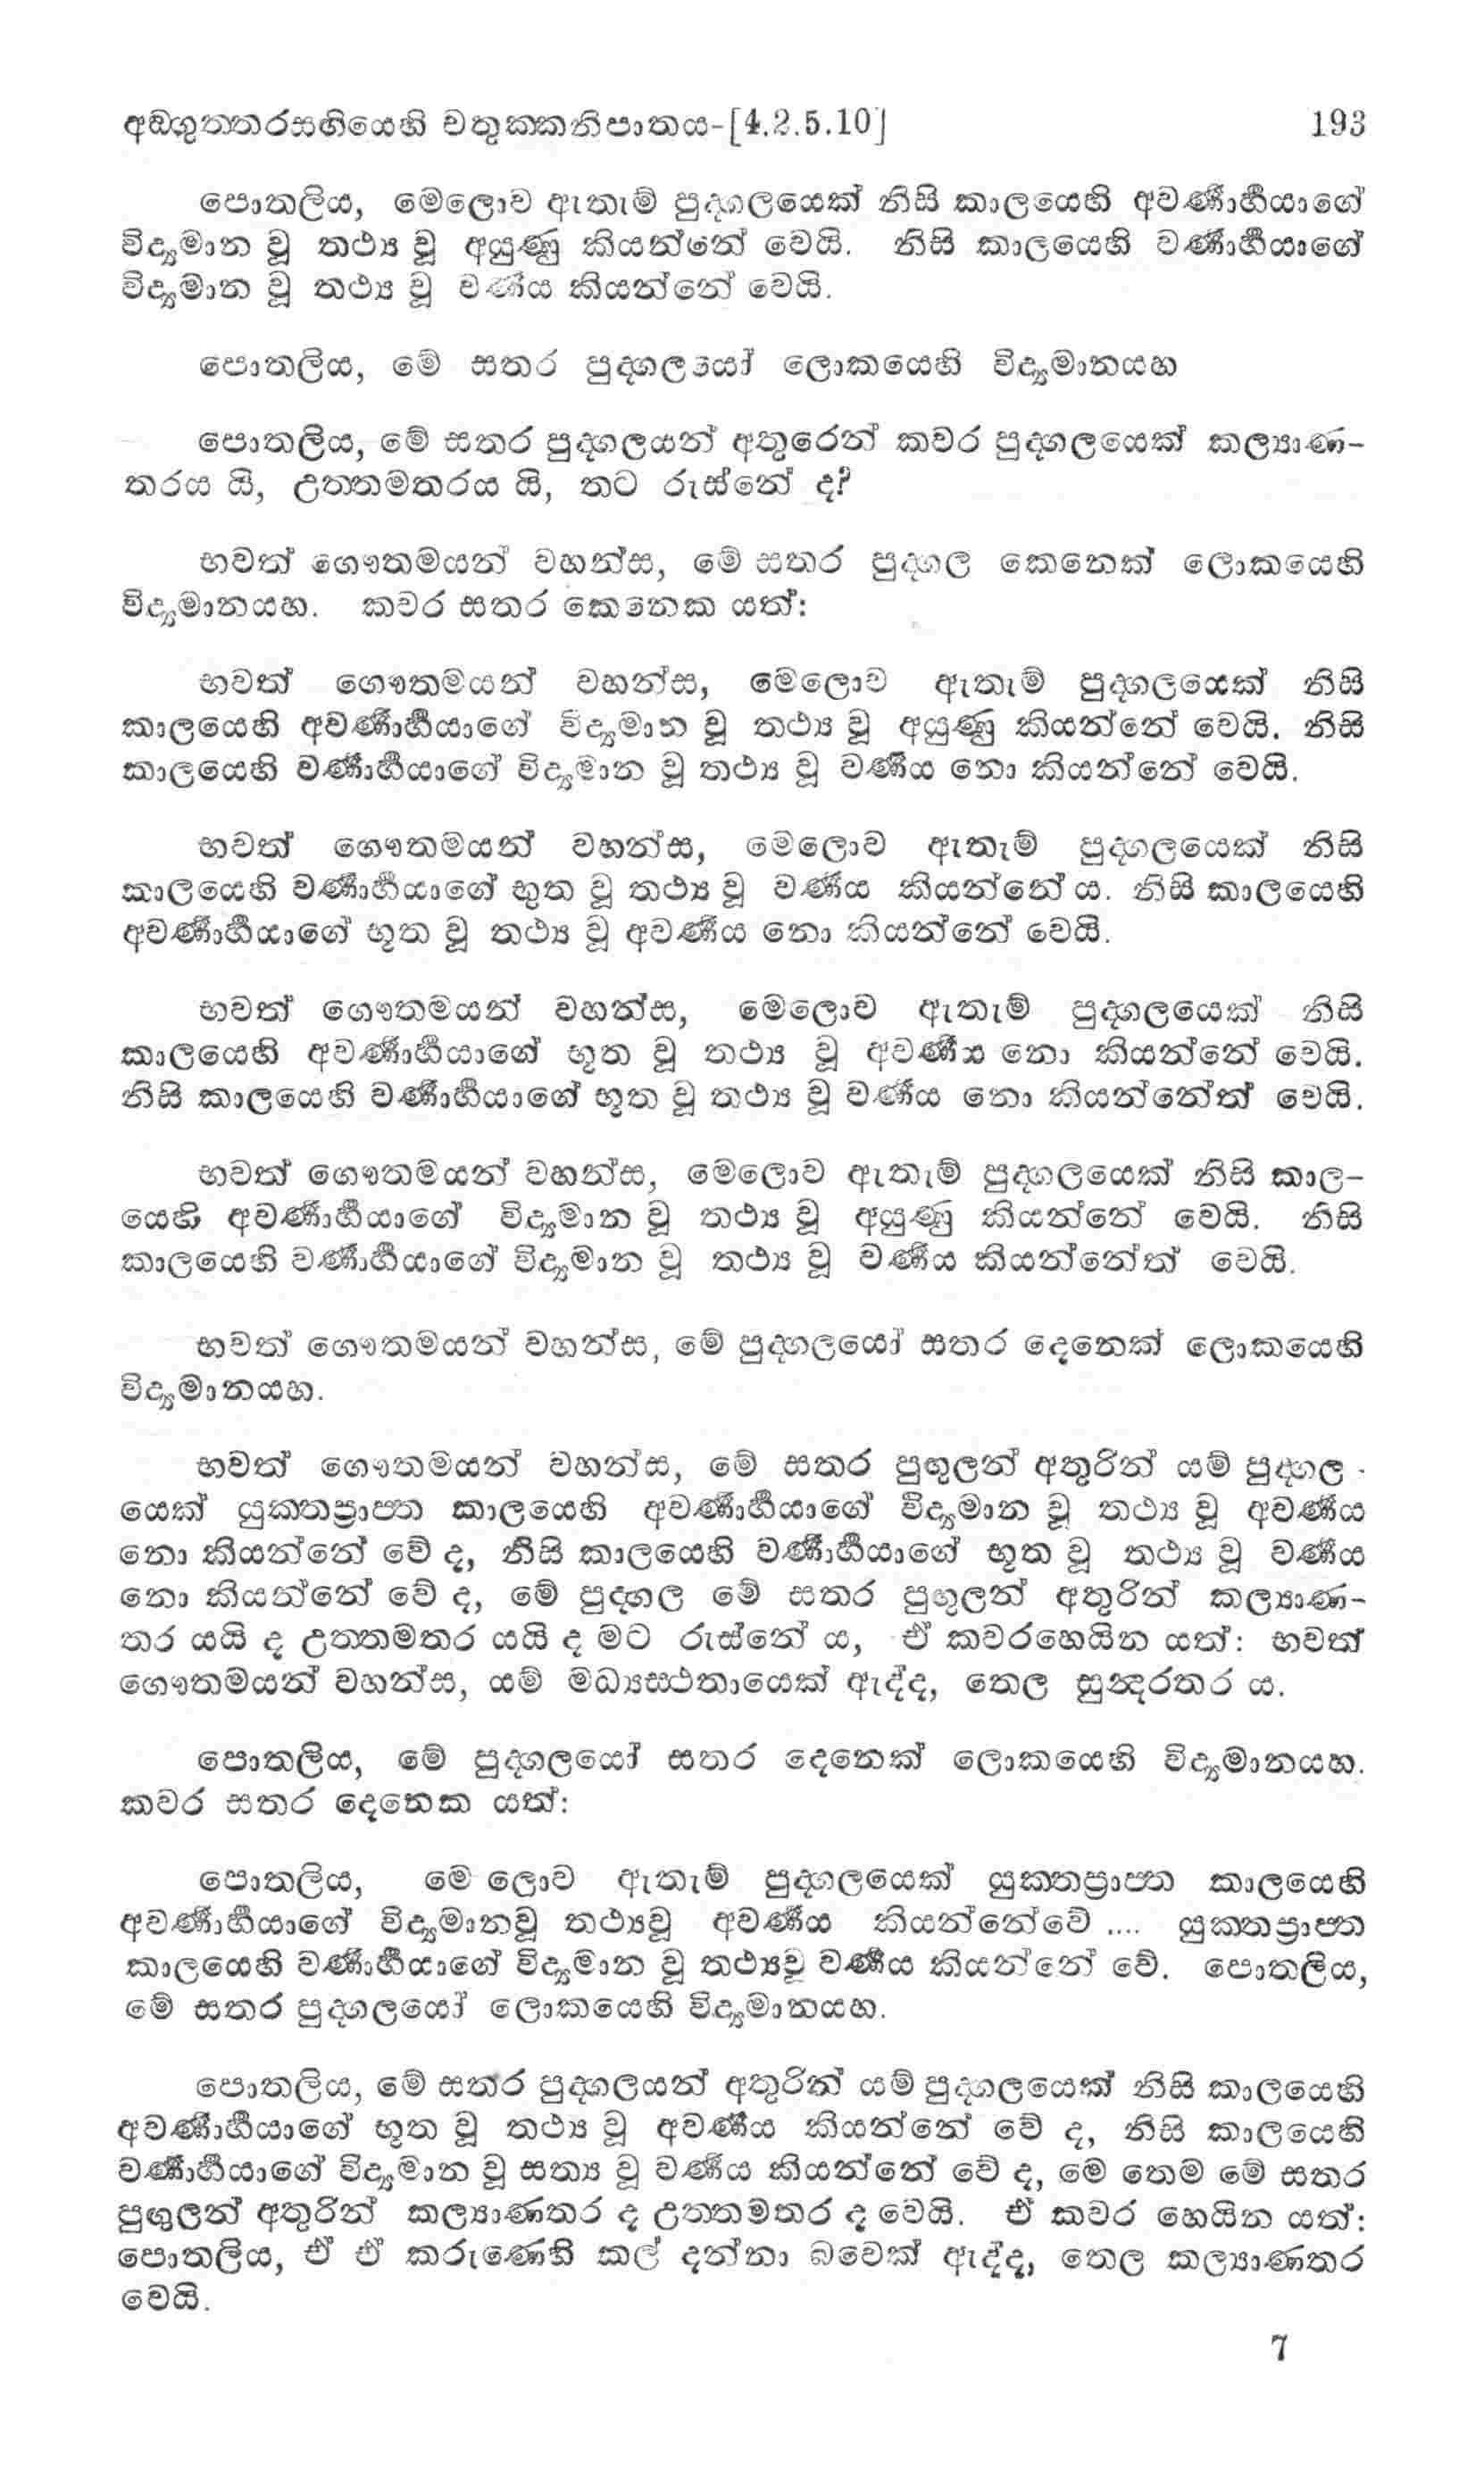 අඞ්ගුත්තරසඟියෙහි චතුක්කනිපාතය-[4.2.5.10] 193
පොතලිය, මෙලොව ඇතැම් පුද්ගලයෙක් නිසි කාලයෙහි අවර්ණාර්හයාගේ
විද්‍යමාන වූ තථ්‍ය වූ අයුණු කියන්නේ වෙයි. නිසි කාලයෙහි වර්ණාර්හයාගේ
විද්‍යමාන වූ තථ්‍ය වූ වර්ණය කියන්නේ වෙයි.
පොතලිය, මේ සතර පුද්ගලයෝ ලොකයෙහි විද්‍යමානයහ
පොතලිය, මේ සතර පුද්ගලයන් අතුරෙන් කවර පුද්ගලයෙක් කල්‍යාණ-
තරය යි, උත්තමතරය යි, තට රුස්නේ ද?
භවත් ගෞතමයන් වහන්ස, මේ සතර පුද්ගල කෙනෙක් ලොකයෙහි
විද්‍යමානයහ. කවර සතර කෙනෙක යත්:
භවත් ගෞතමයන් වහන්ස, මෙලොව ඇතැම් පුද්ගලයෙක් නිසි
කාලයෙහි අවර්ණාර්හයාගේ විද්‍යමාන වූ තථ්‍ය වූ අයුණු කියන්නේ වෙයි. නිසි
කාලයෙහි වර්ණාර්හයාගේ විද්‍යමාන වූ තථ්‍ය වූ වර්ණය නො කියන්නේ වෙයි.
භවත් ගෞතමයන් වහන්ස, මෙලොව ඇතැම් පුද්ගලයෙක් නිසි
කාලයෙහි වර්ණාර්හයාගේ භූත වූ තථ්‍ය වූ වර්ණය කියන්නේ ය. නිසි කාලයෙහි
අවර්ණාර්හයාගේ භූත වූ තථ්‍ය වූ අවර්ණය නො කියන්නේ වෙයි.
භවත් ගෞතමයන් වහන්ස, මෙලොව ඇතැම් පුද්ගලයෙක් නිසි
කාලයෙහි අවර්ණාර්හයාගේ භූත වූ තථ්‍ය වූ අවර්ණය නො කියන්නේ වෙයි.
නිසි කාලයෙහි වර්ණාර්හයාගේ භූත වූ තථ්‍ය වූ වර්ණය නො කියන්නේත් වෙයි.
භවත් ගෞතමයන් වහන්ස, මෙලොව ඇතැම් පුද්ගලයෙක් නිසි කාල-
යෙහි අවර්ණාර්හයාගේ විද්‍යමාන වූ තථ්‍ය වූ අයුණු කියන්නේ වෙයි. නිසි
කාලයෙහි වර්ණාර්හයාගේ විද්‍යමාන වූ තථ්‍ය වූ වර්ණය කියන්නේත් වෙයි.
භවත් ගෞතමයන් වහන්ස, මේ පුද්ගලයෝ සතර දෙනෙක් ලොකයෙහි
විද්‍යමානයහ.
භවත් ගෞතමයන් වහන්ස, මේ සතර පුඟුලන් අතුරින් යම් පුද්ගල-
යෙක් යුක්තප්‍රාප්ත කාලයෙහි අවර්ණාර්හයාගේ විද්‍යමාන වූ තථ්‍ය වූ අවර්ණය
නො කියන්නේ වේ ද, නිසි කාලයෙහි වර්ණාර්හයාගේ භූත වූ තථ්‍ය වූ වර්ණය
නො කියන්නේ වේ ද, මේ පුද්ගල මේ සතර පුඟුලන් අතුරින් කල්‍යාණ-
තර යයි ද උත්තමතර යයි ද මට රුස්නේ ය, ඒ කවරහෙයින යත්: භවත්
ගෞතමයන් වහන්ස, යම් මධ්‍යස්ථතායෙක් ඇද්ද, තෙල සුන්දරතර ය.
පොතලිය, මේ පුද්ගලයෝ සතර දෙනෙක් ලොකයෙහි විද්‍යමානයහ.
කවර සතර දෙනෙක යත්:
පොතලිය, මෙ ලොව ඇතැම් පුද්ගලයෙක් යුක්තප්‍රාප්ත කාලයෙහි
අවර්ණාර්හයාගේ විද්‍යමානවූ තථ්‍යවූ අවර්ණය කියන්නේවේ .... යුක්තප්‍රාප්ත
කාලයෙහි වර්ණාර්හයාගේ විද්‍යමාන වූ තථ්‍යවූ වර්ණය කියන්නේ වේ. පොතලිය,
මේ සතර පුද්ගලයෝ ලොකයෙහි විද්‍යමානයහ.
පොතලිය, මේ සතර පුද්ගලයන් අතුරින් යම් පුද්ගලයෙක් නිසි කාලයෙහි
අවර්ණාර්හයාගේ භූත වූ තථ්‍ය වූ අවර්ණය කියන්නේ වේ ද, නිසි කාලයෙහි
වර්ණාර්හයාගේ විද්‍යමාන වූ සත්‍ය වූ වර්ණය කියන්නේ වේ ද, මෙ තෙම මේ සතර
පුඟුලන් අතුරින් කල්‍යාණතර ද උත්තමතර ද වෙයි. ඒ කවර හෙයින යත්:
පොතලිය, ඒ ඒ කරුණෙහි කල් දන්නා බවෙක් ඇද්ද, තෙල කල්‍යාණතර
වෙයි.
7